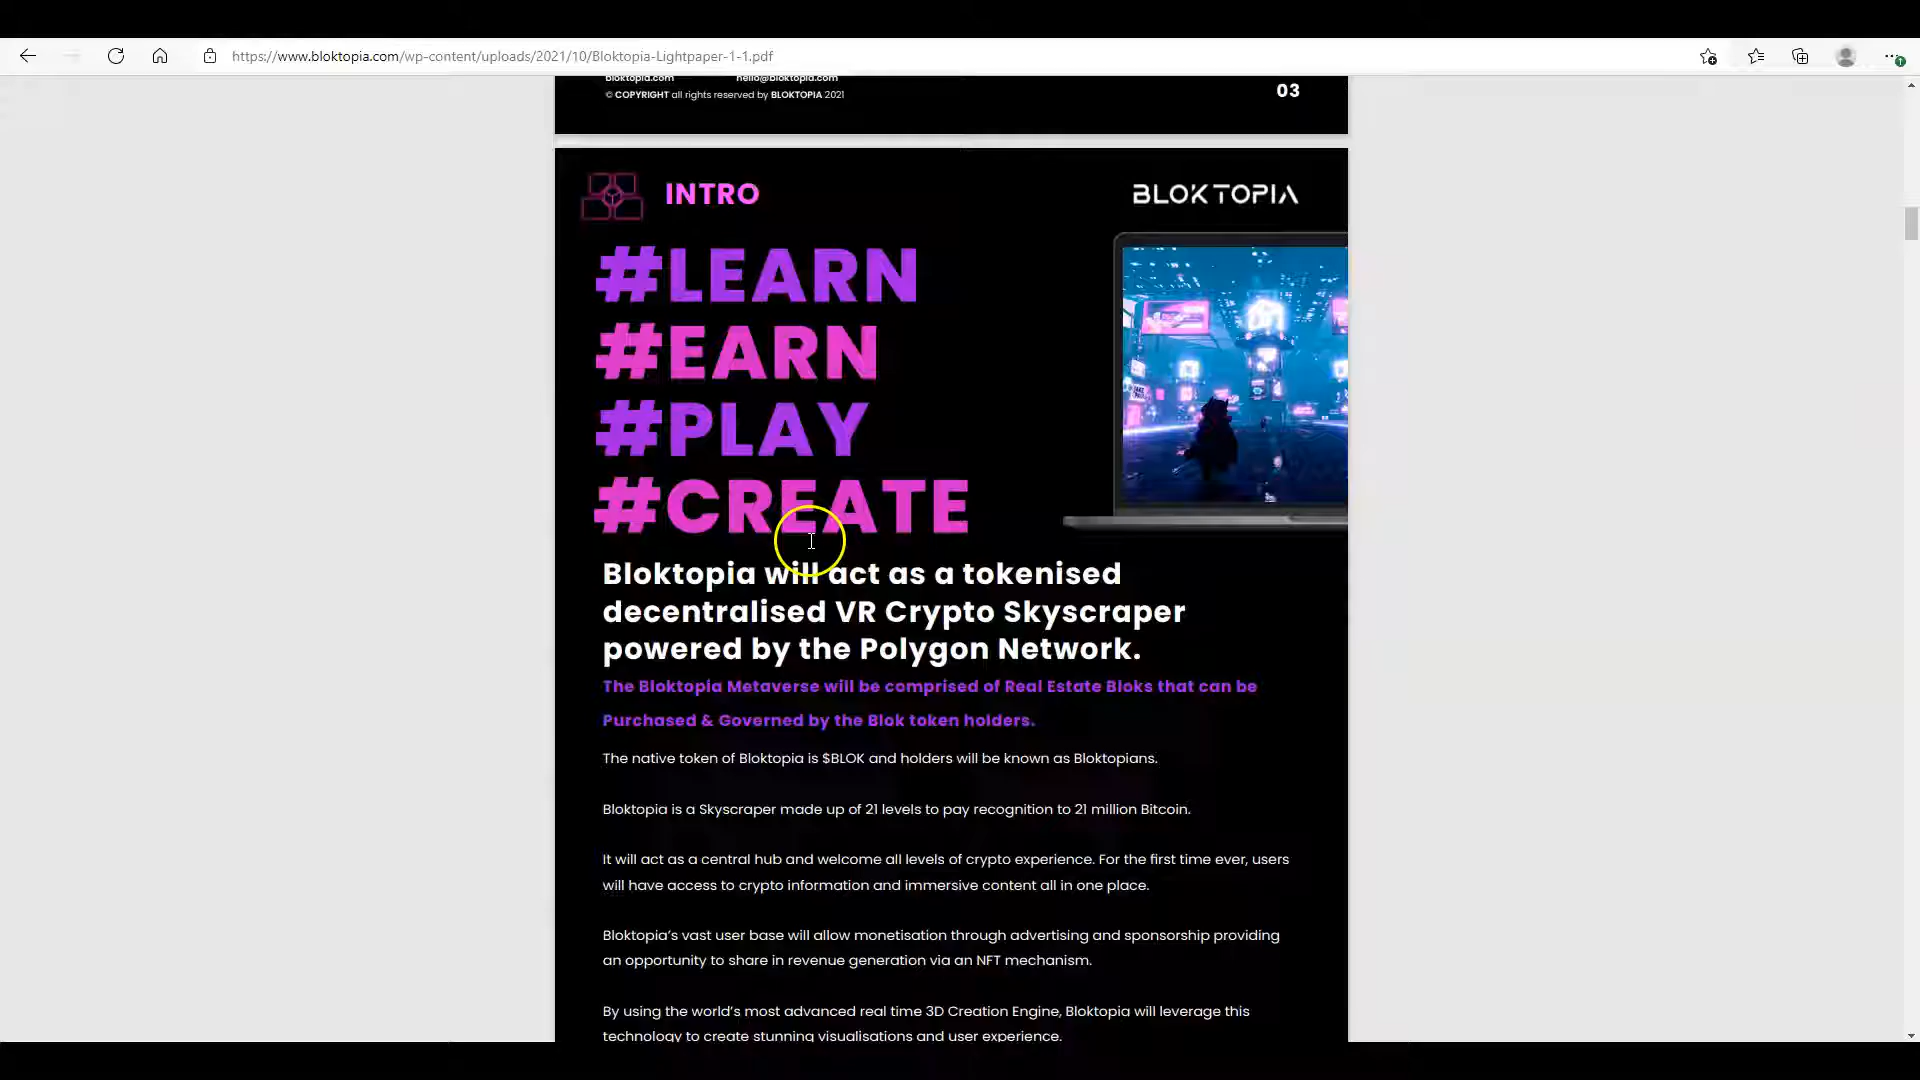 https://www.bloktopia.com/wp-content/uploads/2021/10/Bloktopia-Lightpaper-1-1.pdf
bloktopia.com hello@bloktopia.com
© COPYRIGHT all rights reserved by BLOKTOPIA 2021
03
INTRO
BLOKTOPIA
#LEARN
#EARN
#PLAY
#CREATE
Bloktopia will act as a tokenised
decentralised VR Crypto Skyscraper
powered by the Polygon Network.
The Bloktopia Metaverse will be comprised of Real Estate Bloks that can be
Purchased & Governed by the Blok token holders.
The native token of Bloktopia is $BLOK and holders will be known as Bloktopians.
Bloktopia is a Skyscraper made up of 21 levels to pay recognition to 21 million Bitcoin.
It will act as a central hub and welcome all levels of crypto experience. For the first time ever, users
will have access to crypto information and immersive content all in one place.
Bloktopia's vast user base will allow monetisation through advertising and sponsorship providing
an opportunity to share in revenue generation via an NFT mechanism.
By using the world's most advanced real time 3D Creation Engine, Bloktopia will leverage this
technology to create stunning visualisations and user experience.